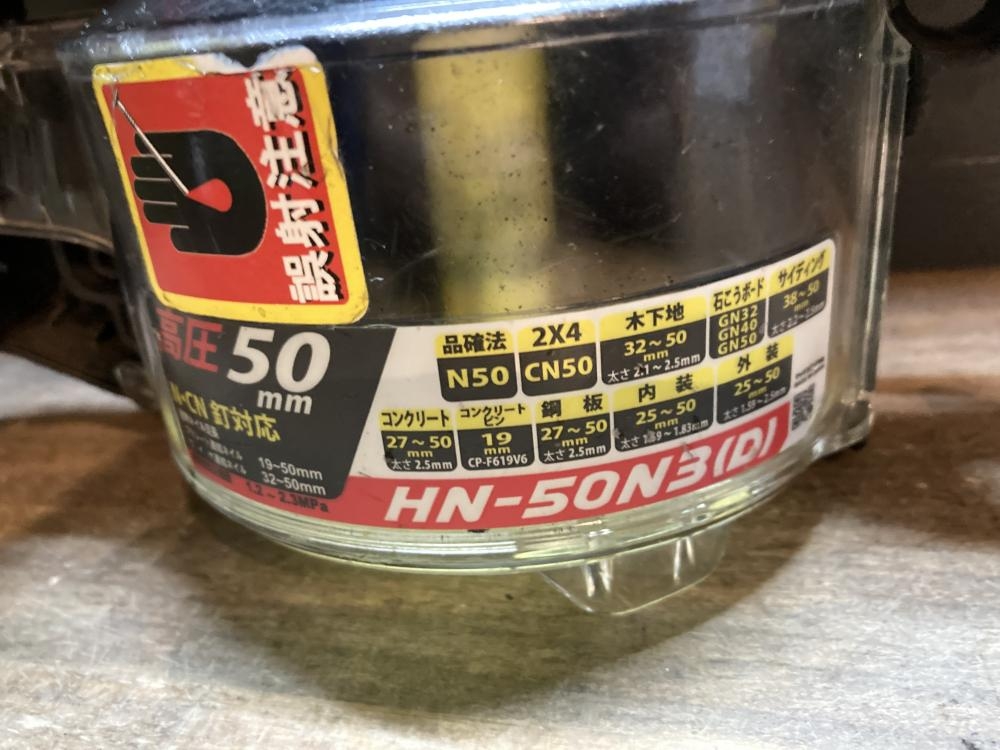 誤射注意
高圧 50
mm
N・CN 釘対応
19~50mm
32~50mm
1.2~2.3MPa
品確法
N50
2X4
CN50
木下地
32~50
mm
太さ 2.1~2.5mm
石こうボード
GN32
GN40
GN50
サイディング
38~50
mm
コンクリート
27~50
mm
太さ 2.5mm
コンクリート
ピン
19
mm
CP-F619V6
鋼板
27~50
mm
太さ 2.5mm
内装
25~50
mm
外装
25~50
mm
HN-50N3(D)